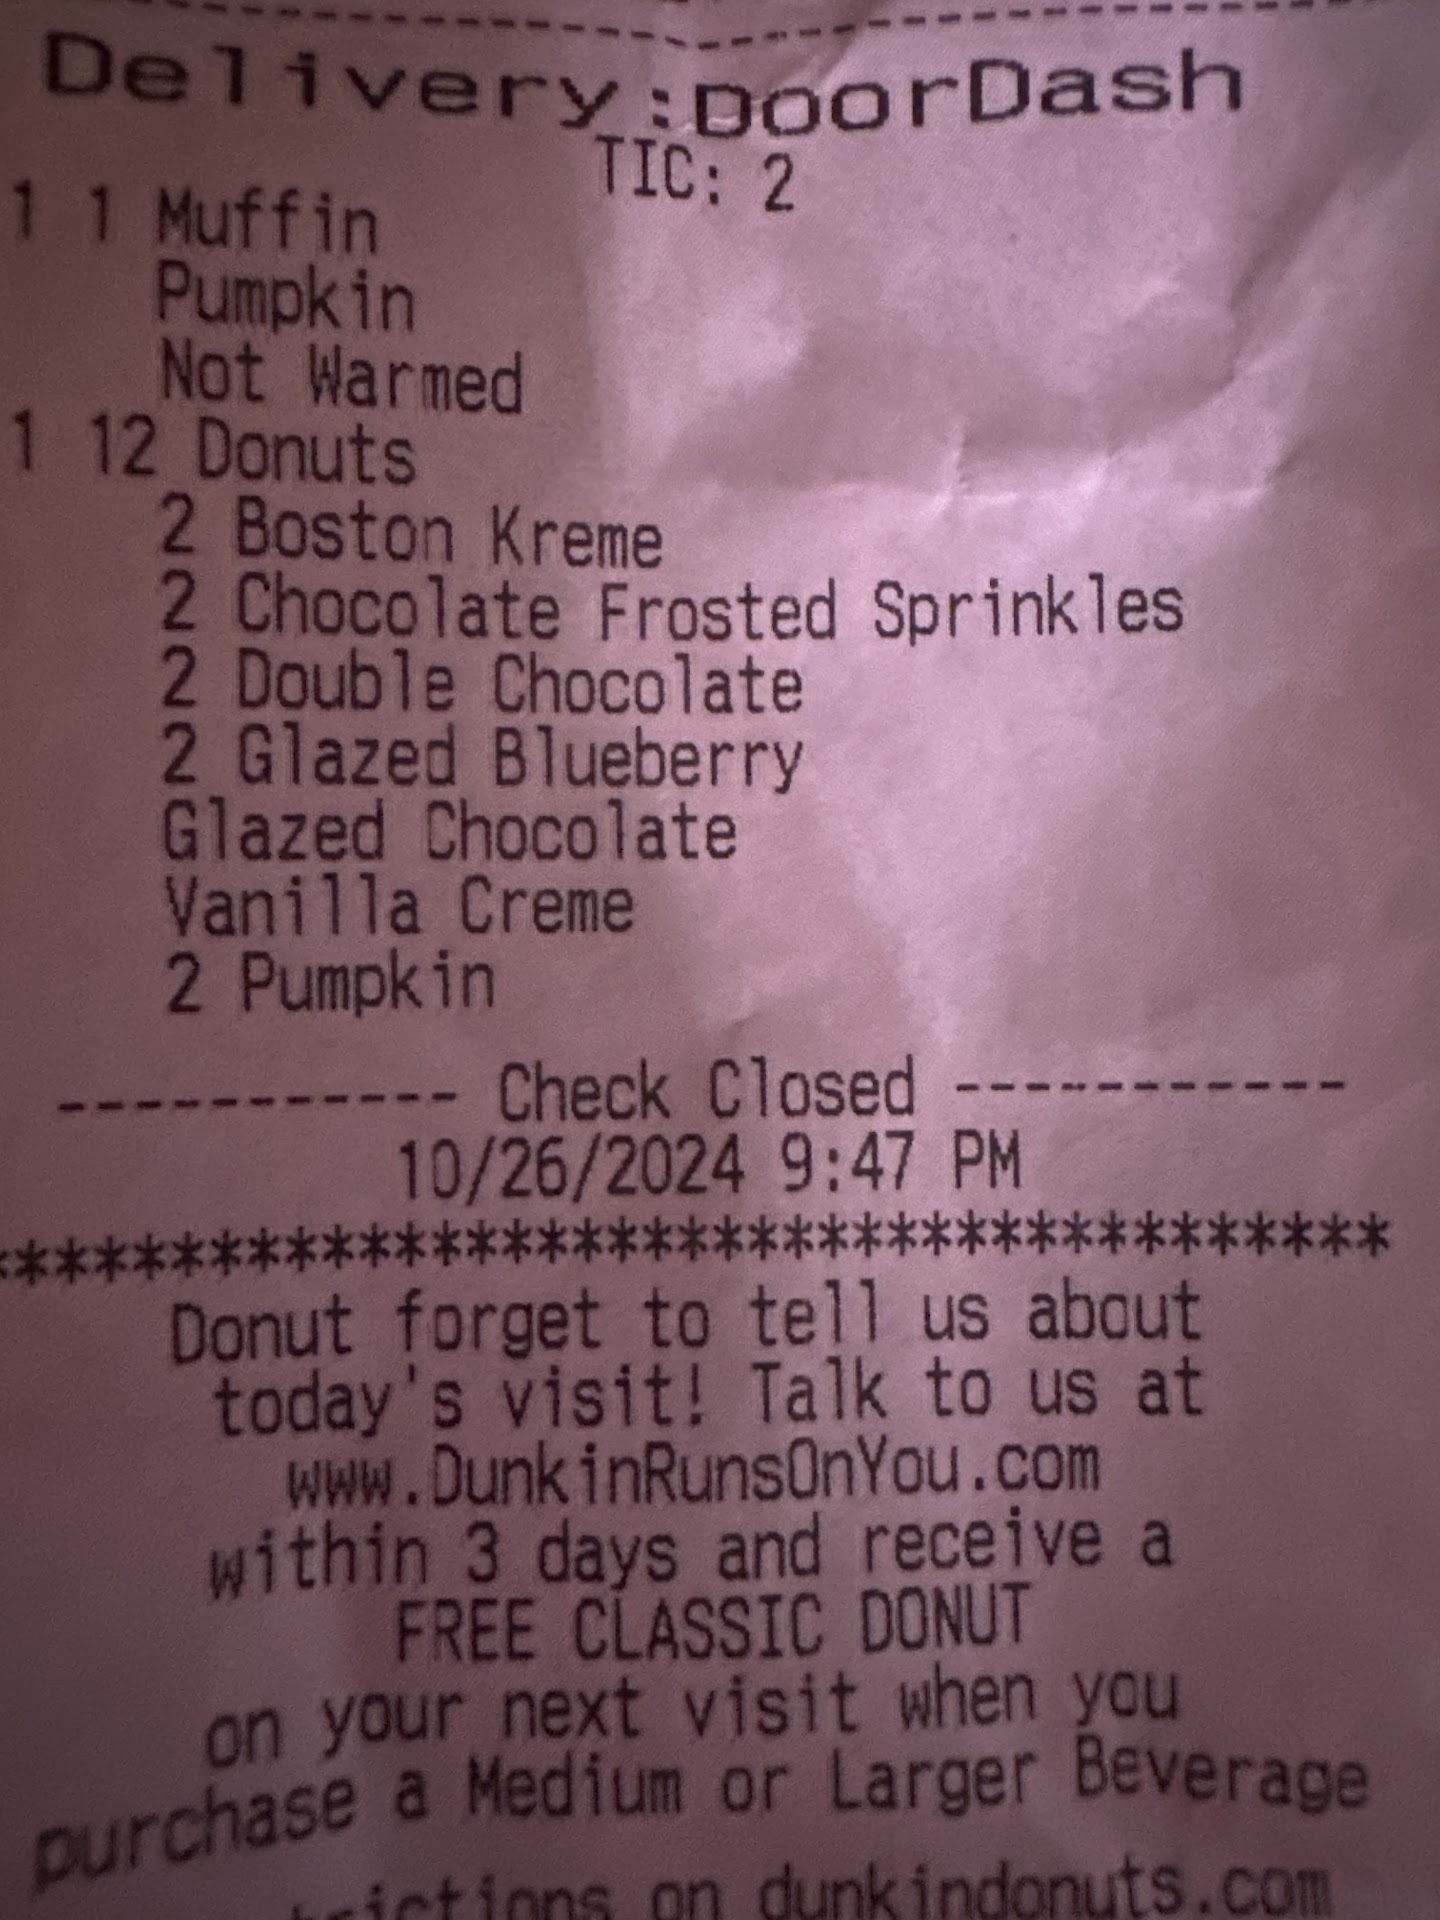 Delivery:DoorDash
TIC: 2
1 1 Muffin
Pumpkin
Not Warmed
1 12 Donuts
2 Boston Kreme
2 Chocolate Frosted Sprinkles
2 Double Chocolate
2 Glazed Blueberry
Glazed Chocolate
Vanilla Creme
2 Pumpkin
----------- Check Closed -----------
10/26/2024 9:47 PM
****************************************
Donut forget to tell us about
today's visit! Talk to us at
www.DunkinRunsOnYou.com
within 3 days and receive a
FREE CLASSIC DONUT
on your next visit when you
purchase a Medium or Larger Beverage
on dunkindonuts.com